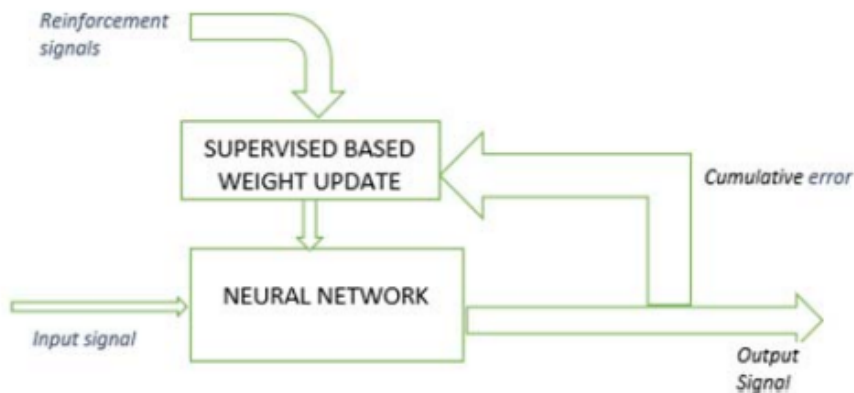 Reinforcement
signals
SUPERVISED BASED
WEIGHT UPDATE
Cumulative error
NEURAL NETWORK
Input signal
Output
Signal